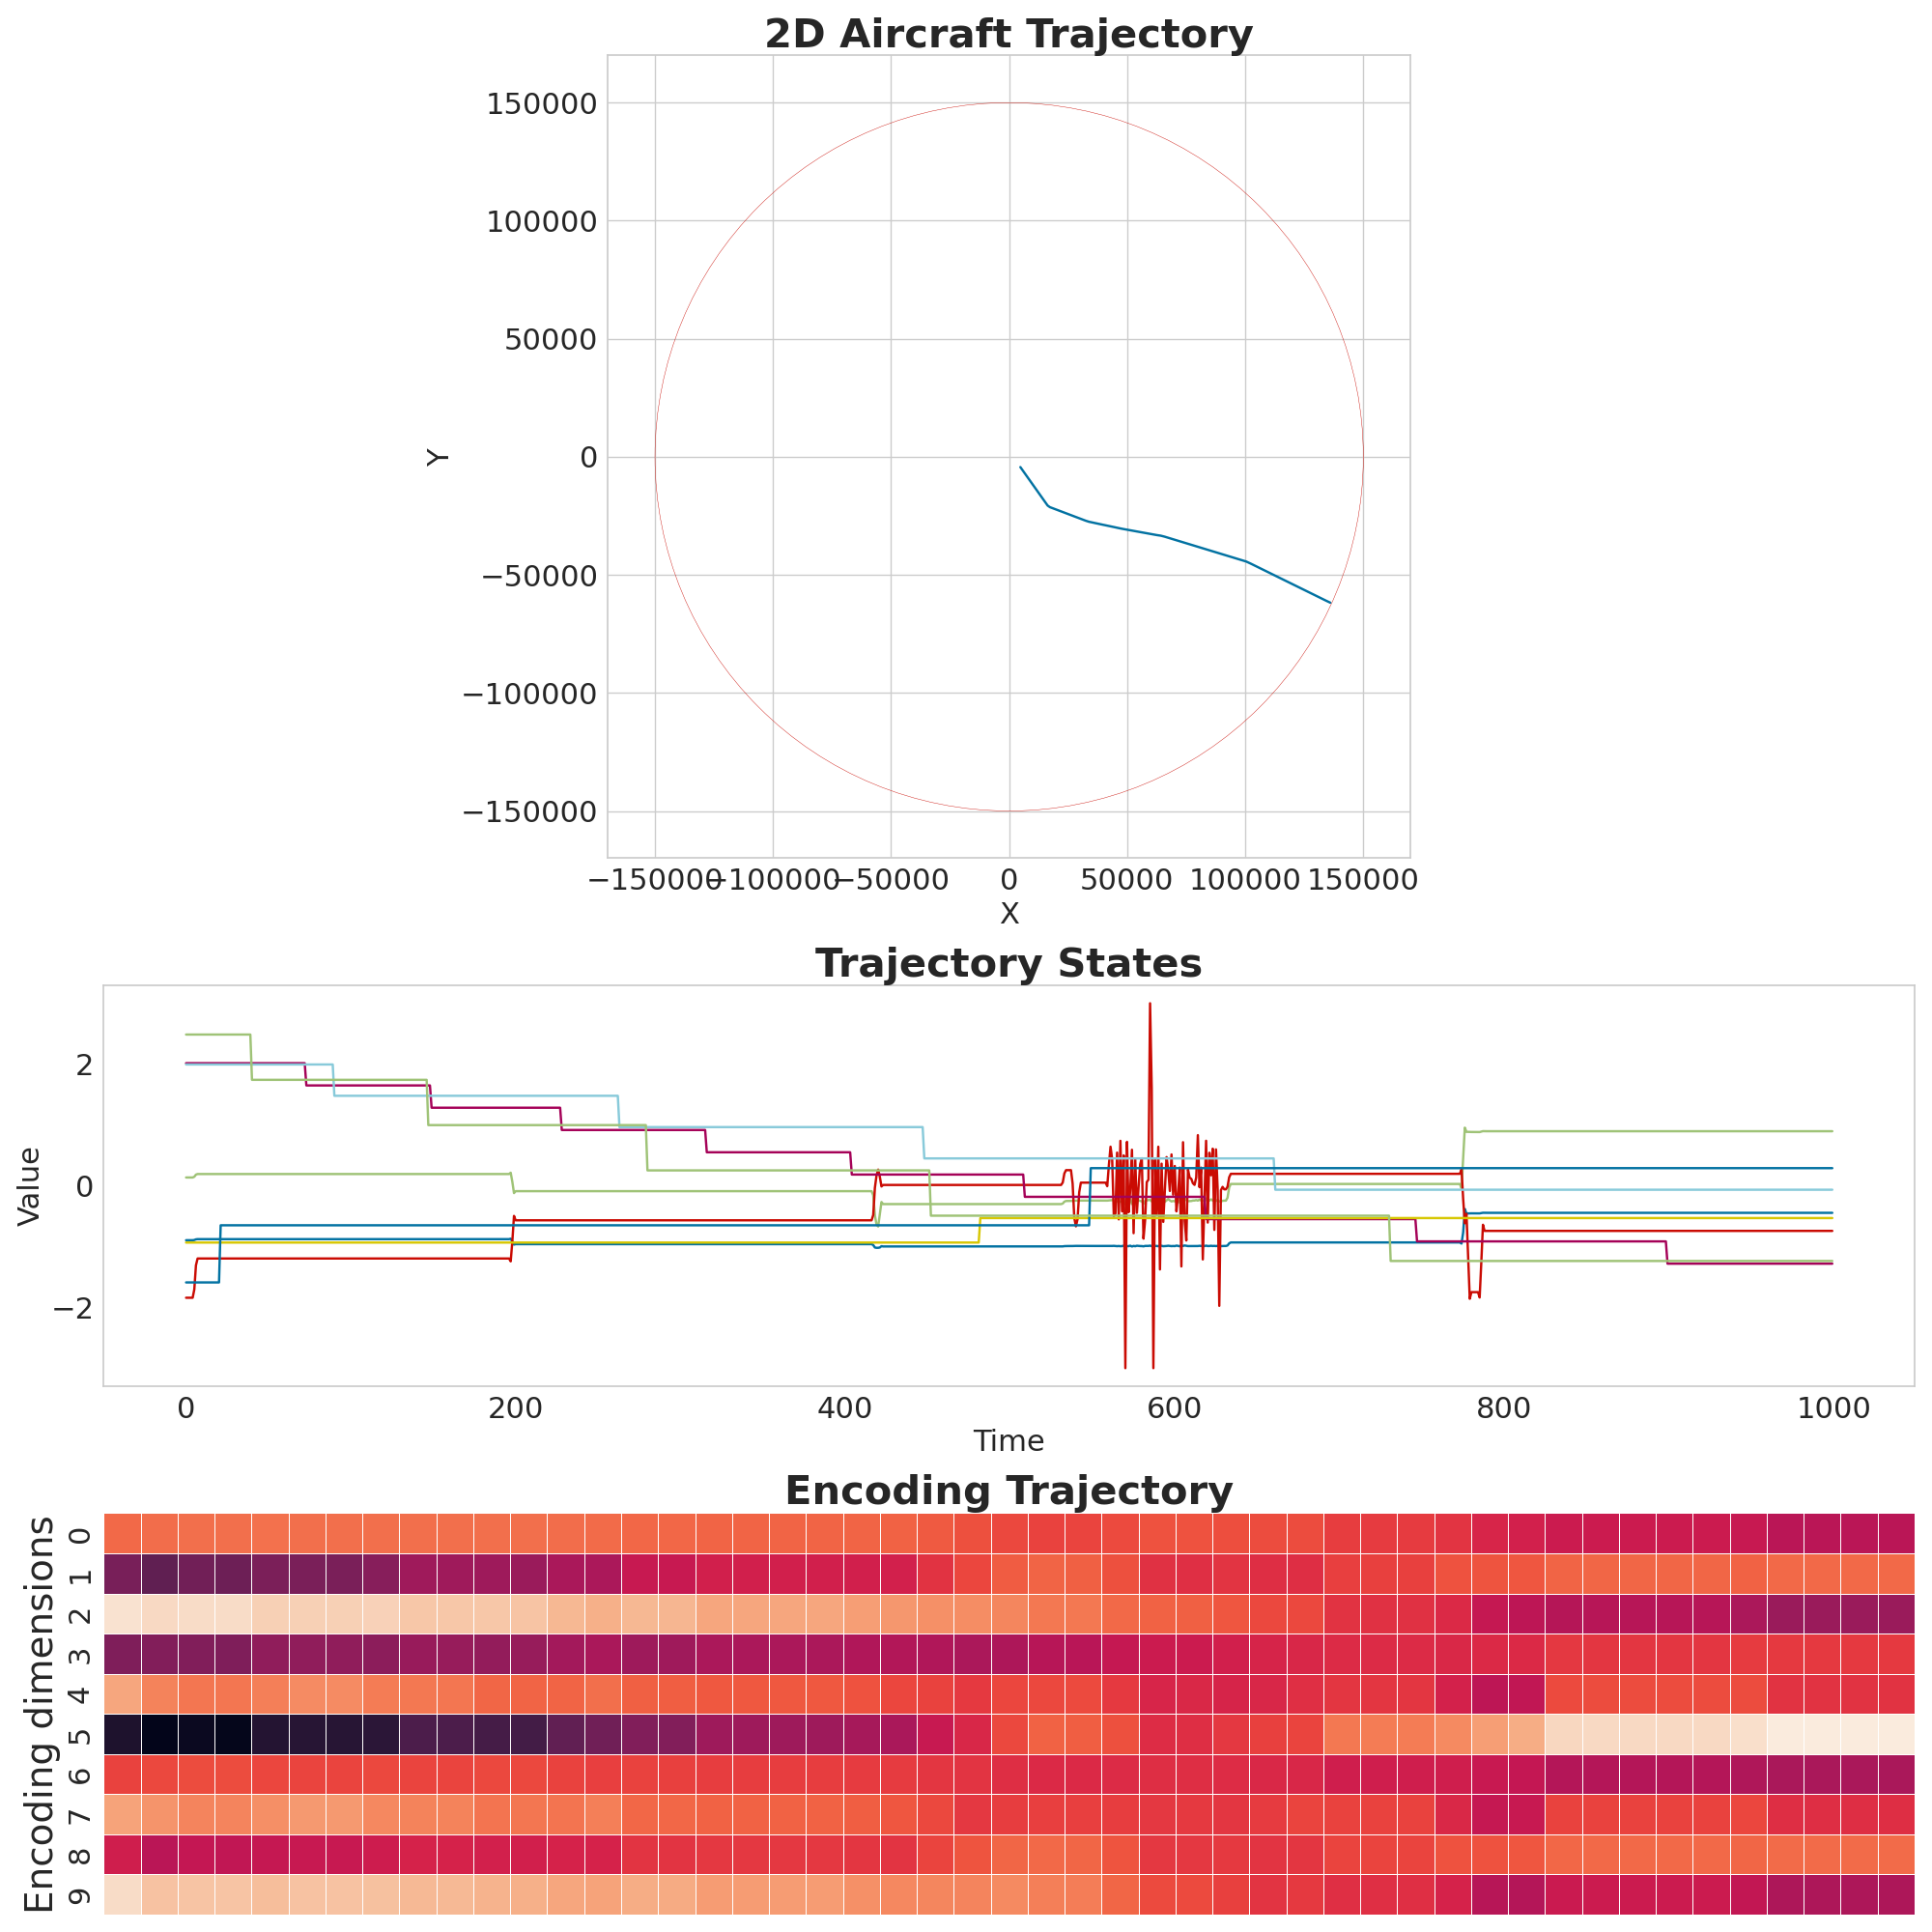 2D Aircraft Trajectory
150000
100000
50000
0
−50000
−100000
−150000
Y
−150000 −100000 −50000 0 50000 100000 150000
X
Trajectory States
2
0
−2
Value
0 200 400 600 800 1000
Time
Encoding Trajectory
Encoding dimensions
0
1
2
3
4
5
6
7
8
9